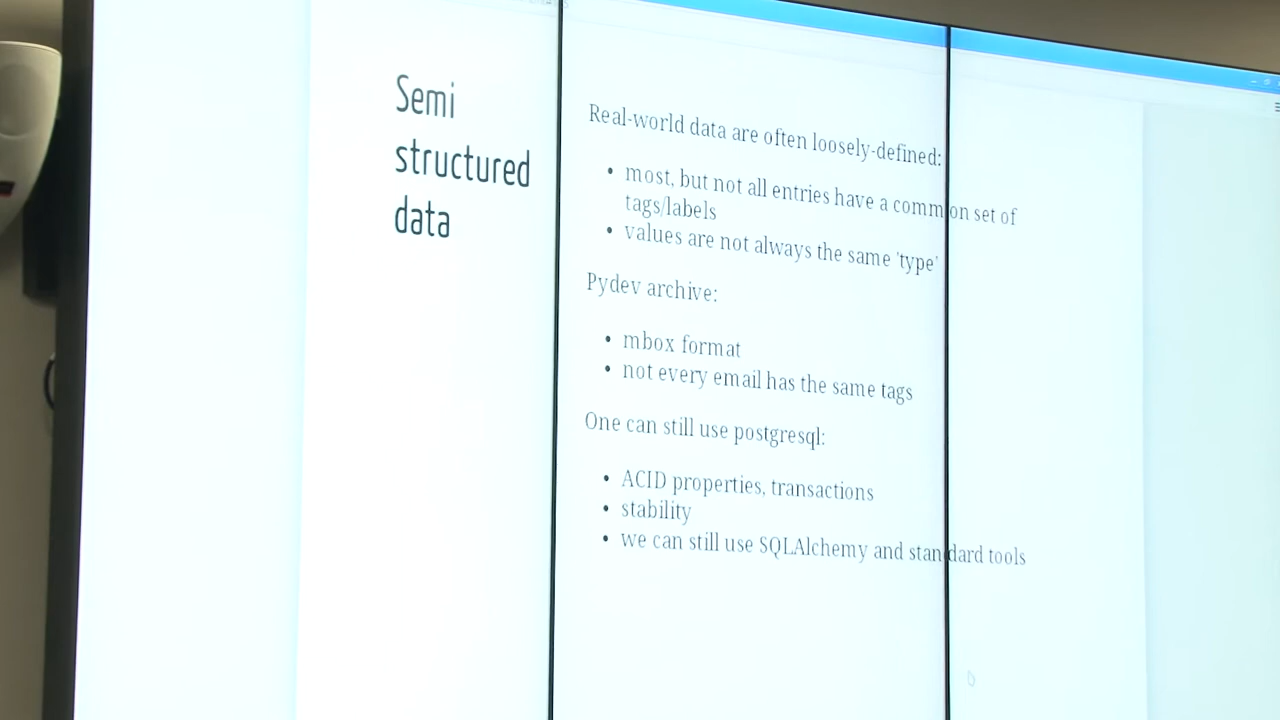 Semi
structured
data
Real-world data are often loosely-defined:
• most, but not all entries have a common set of
tags/labels
• values are not always the same 'type'
Pydev archive:
• mbox format
• not every email has the same tags
One can still use postgresql:
• ACID properties, transactions
• stability
• we can still use SQLAlchemy and standard tools